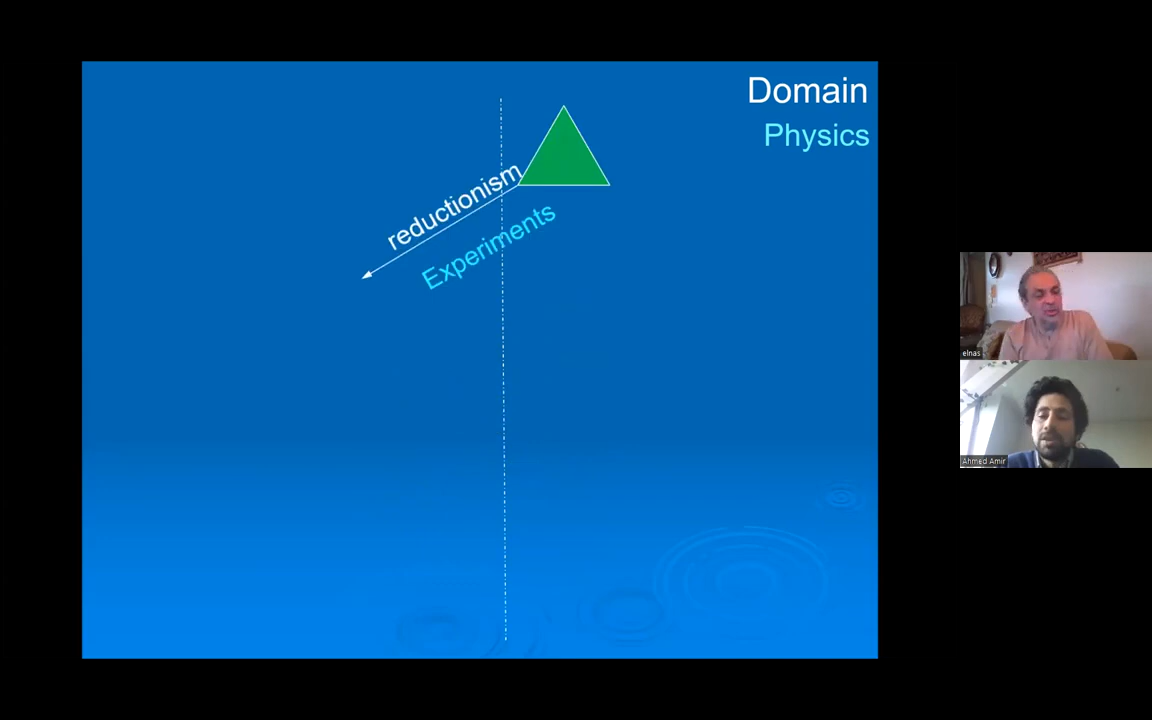 Domain
Physics
reductionism
Experiments
elnas
Ahmed Amir